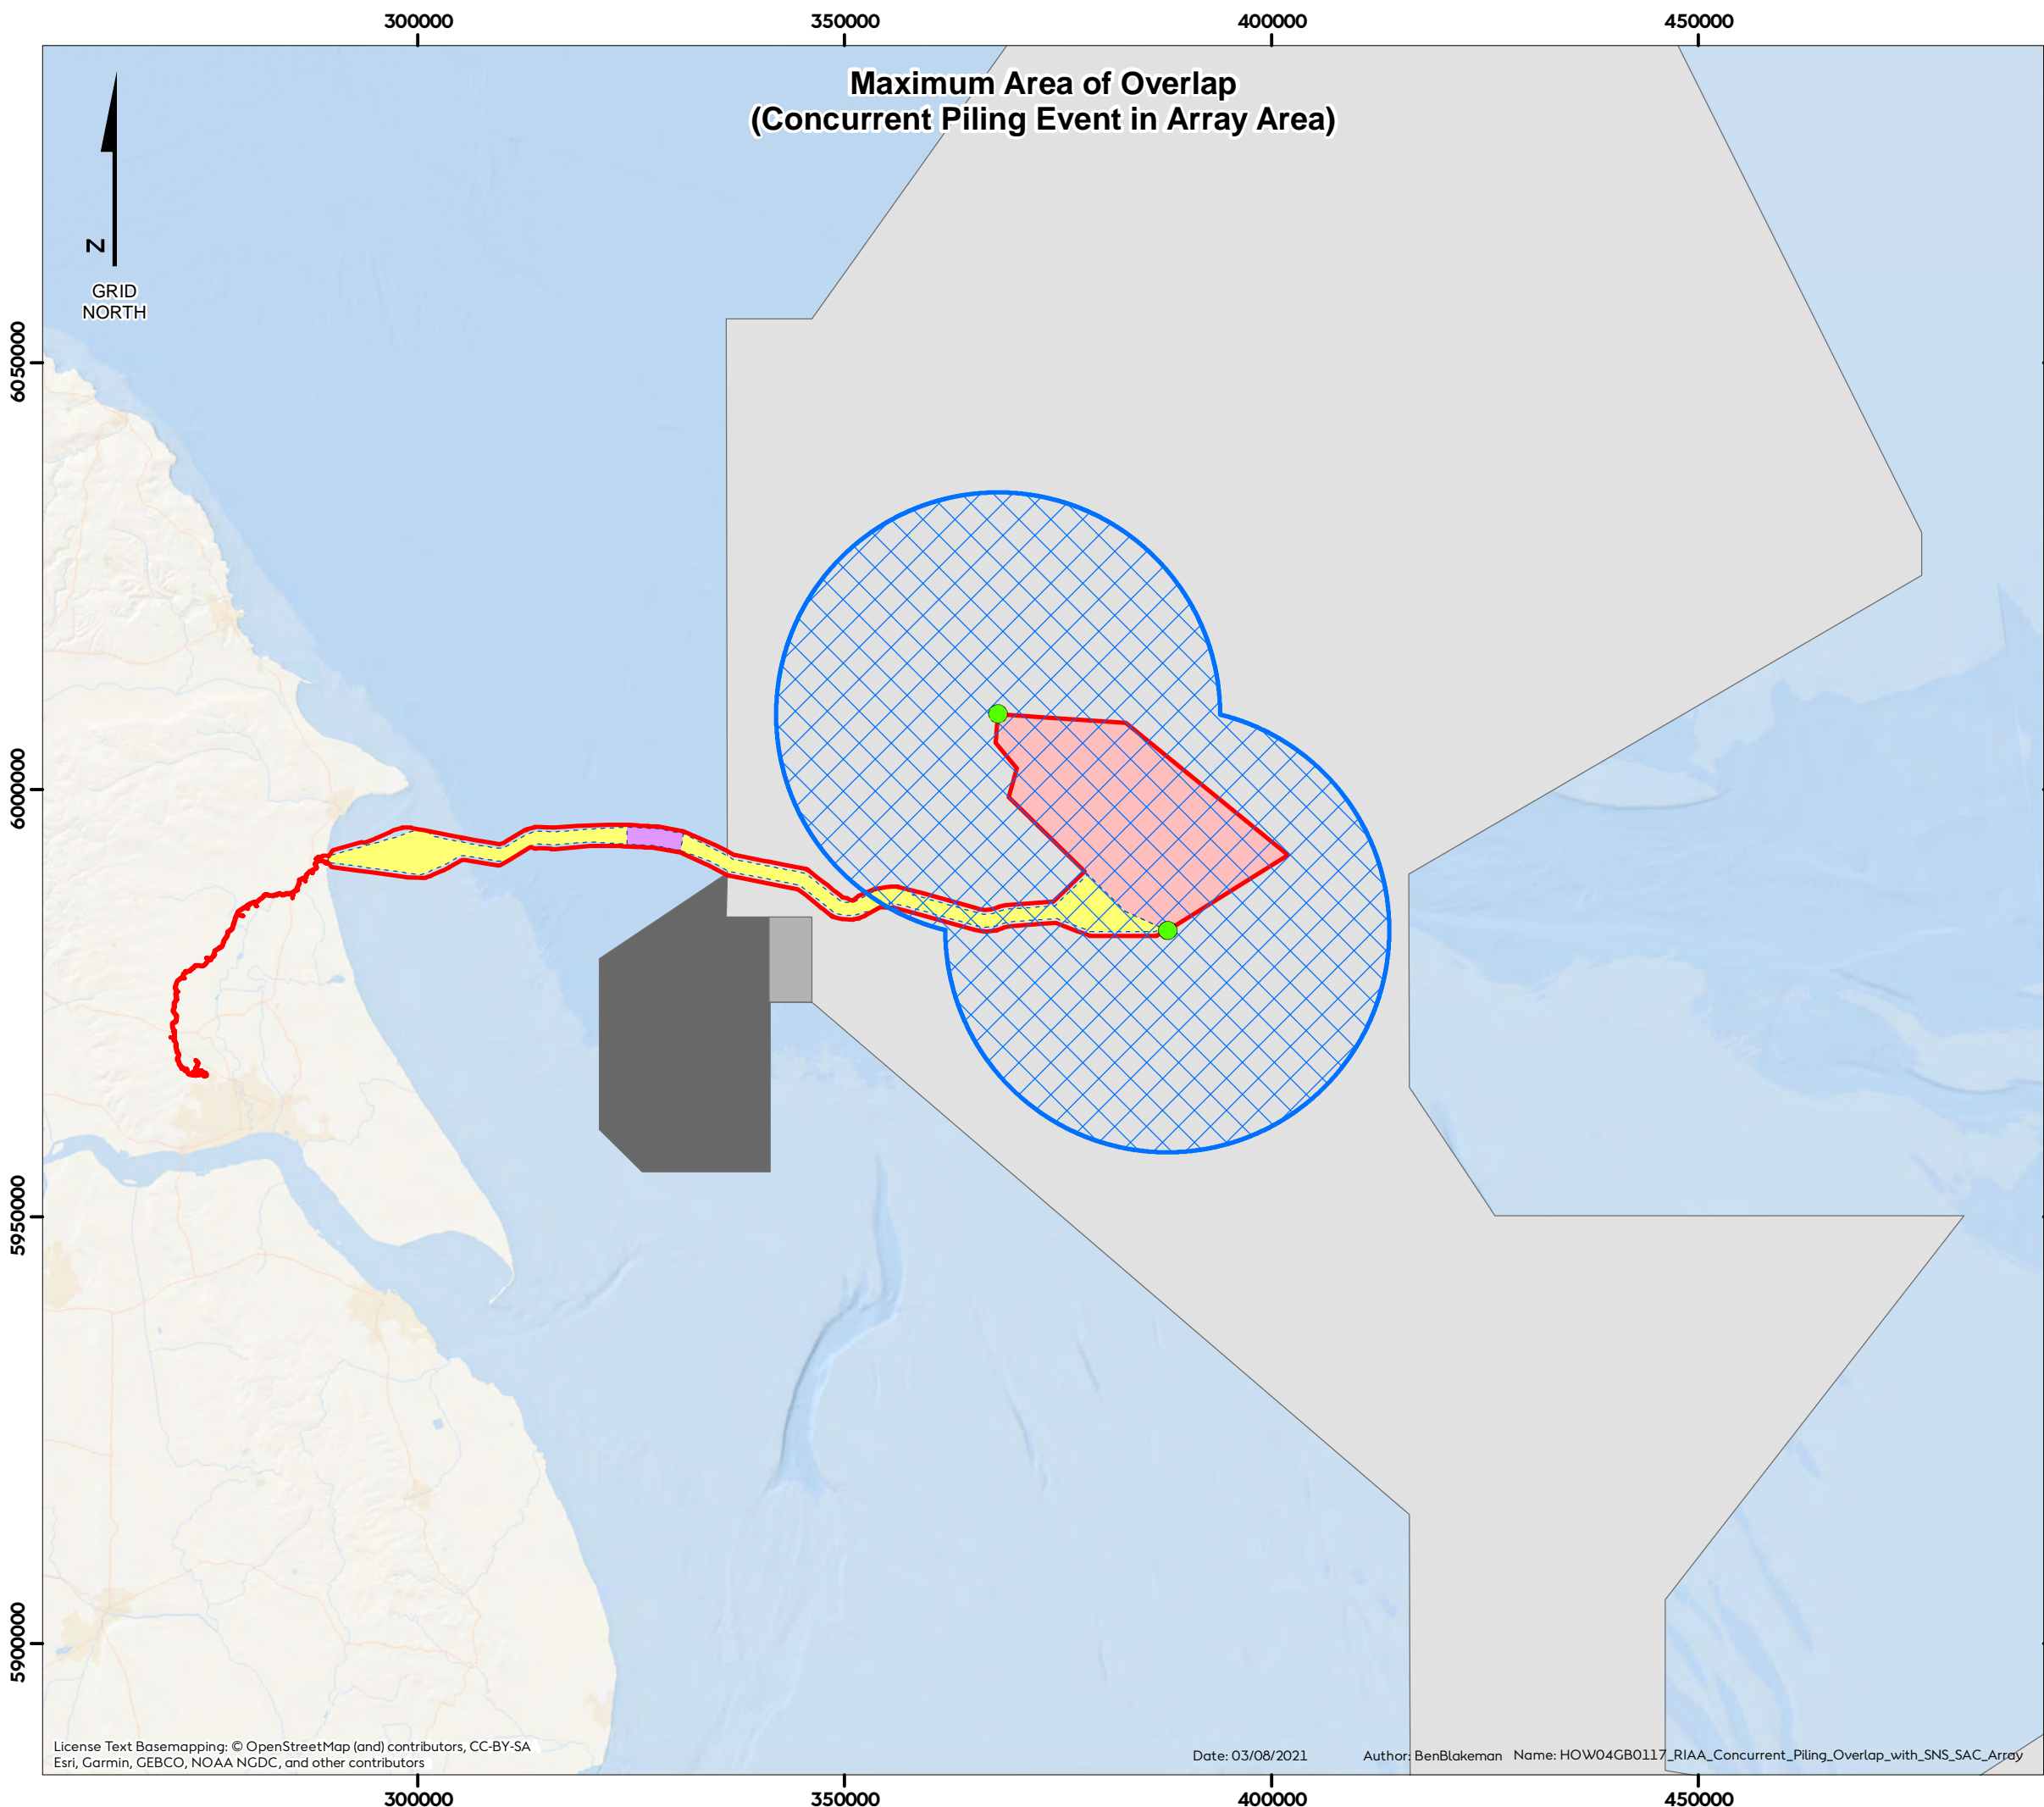 300000
350000
400000
450000
Maximum Area of Overlap
(Concurrent Piling Event in Array Area)
N
GRID
NORTH
6050000
6000000
5950000
5900000
License Text Basemapping: © OpenStreetMap (and) contributors, CC-BY-SA
Esri, Garmin, GEBCO, NOAA NGDC, and other contributors
Date: 03/08/2021
Author: BenBlakeman
Name: HOW04GB0117_RIAA_Concurrent_Piling_Overlap_with_SNS_SAC_Array
300000
350000
400000
450000